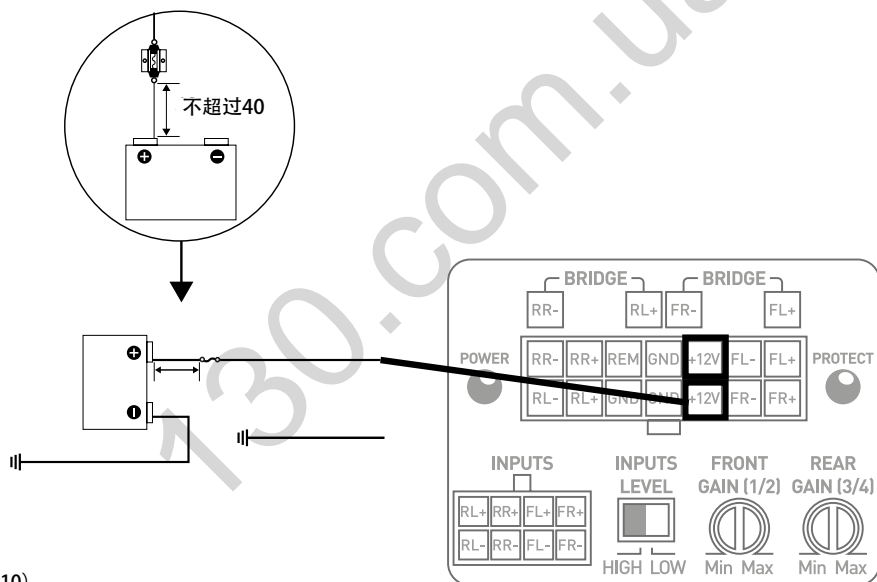 不超过40
BRIDGE BRIDGE
RR- RL+ FR- FL+
POWER RR- RR+ REM GND +12V FL- FL+ PROTECT
RL- RL+ GND GND +12V FR- FR+
INPUTS
RL+ RR+ FL+ FR+
RL- RR- FL- FR-
INPUTS
LEVEL
HIGH LOW
FRONT
GAIN (1/2)
Min Max
REAR
GAIN (3/4)
Min Max
10)
130.com.ua